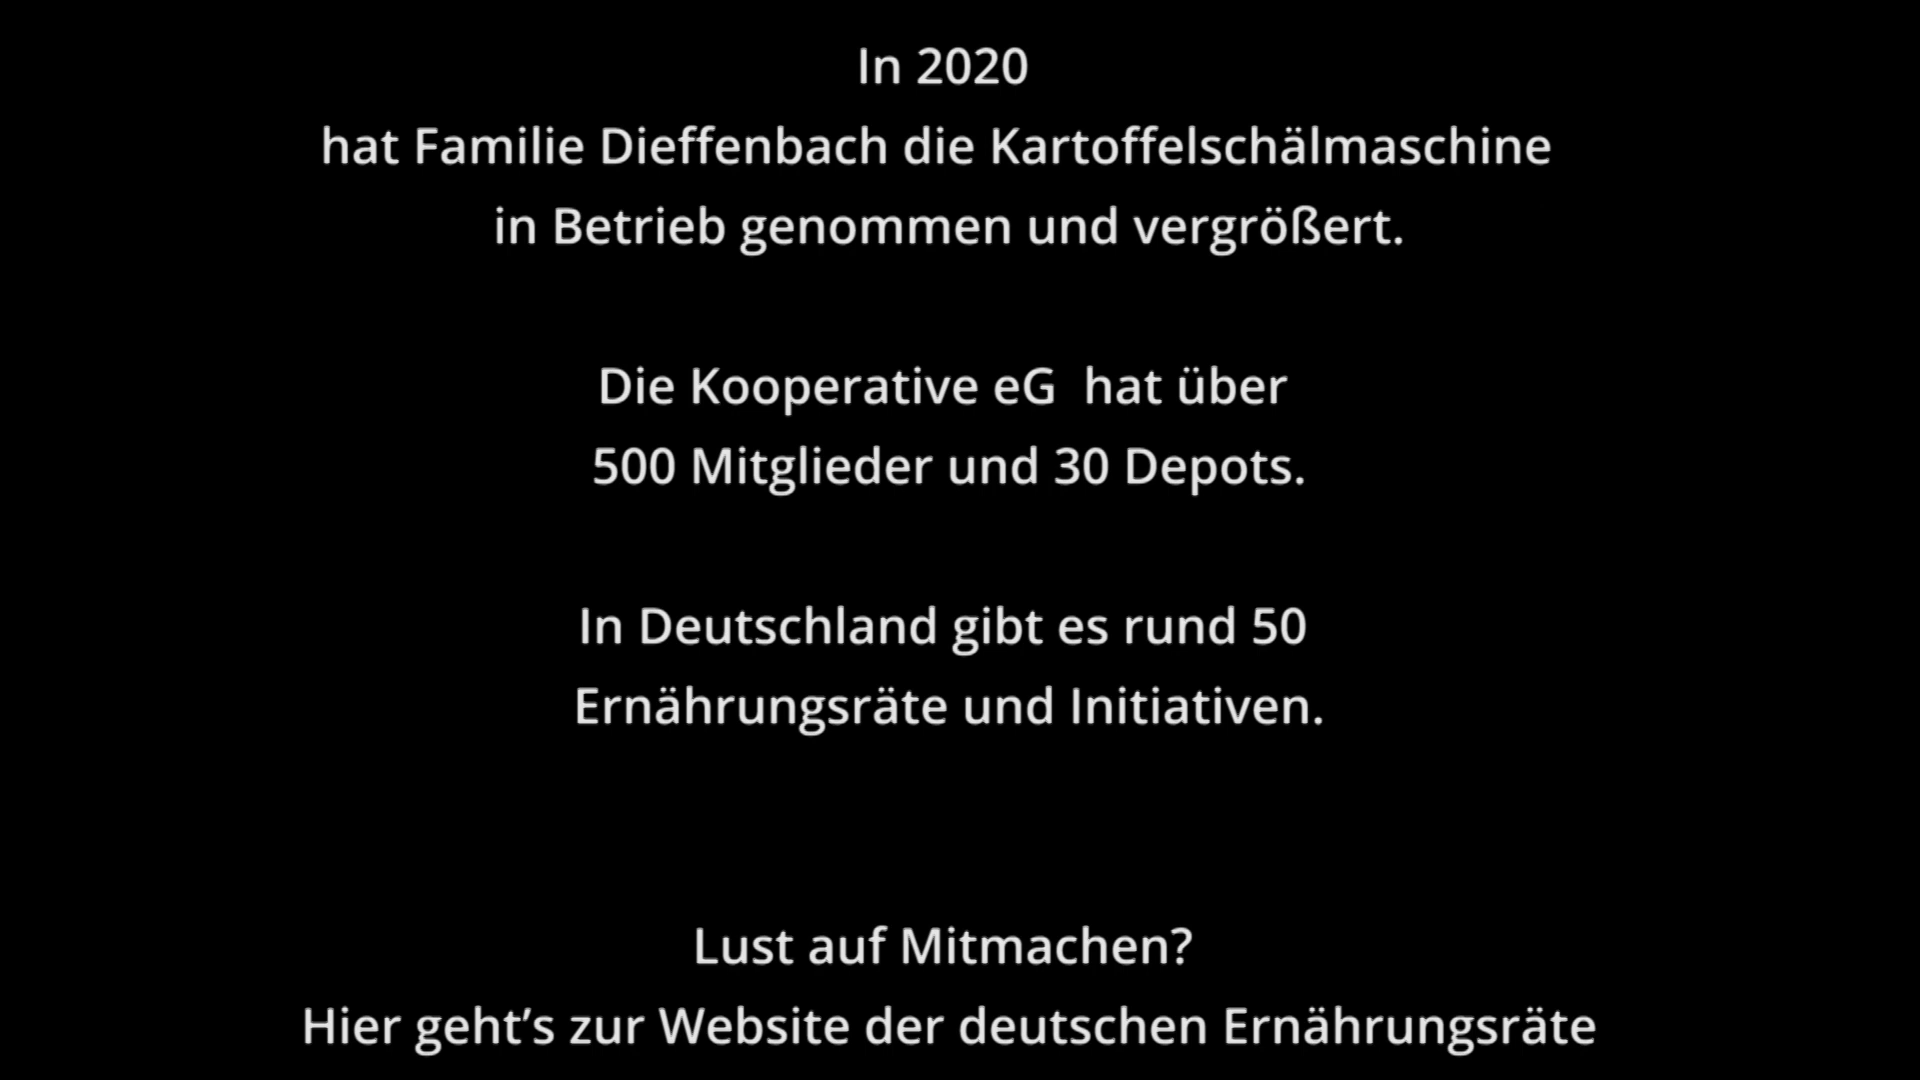 In 2020
hat Familie Dieffenbach die Kartoffelschälmaschine
in Betrieb genommen und vergrößert.
Die Kooperative eG  hat über
500 Mitglieder und 30 Depots.
In Deutschland gibt es rund 50
Ernährungsräte und Initiativen.
Lust auf Mitmachen?
Hier geht’s zur Website der deutschen Ernährungsräte